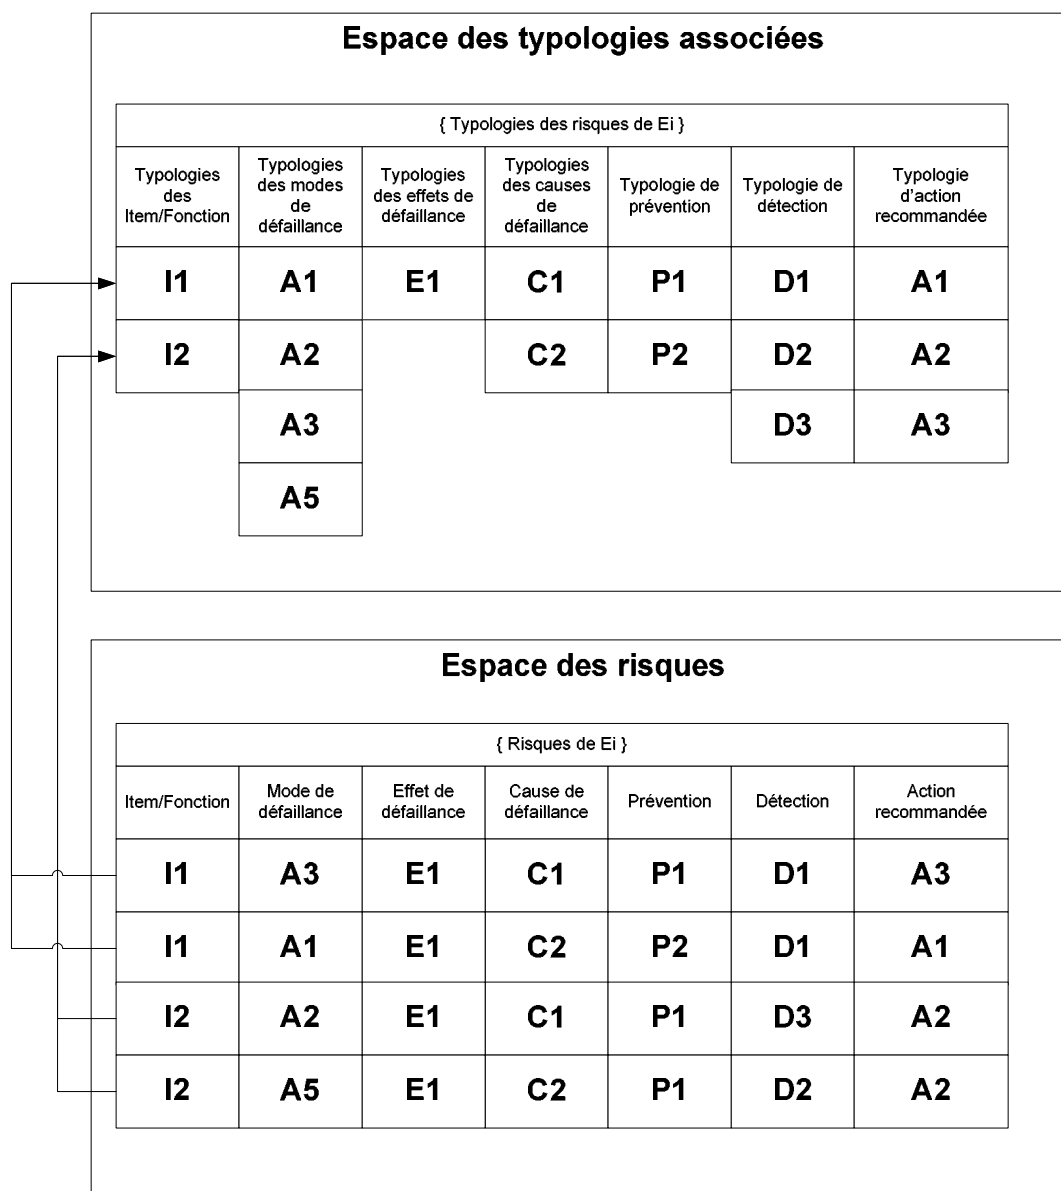 Espace des typologies associées
{ Typologies des risques de Ei }
Typologies
des
Item/Fonction
Typologies
des modes
de
défaillance
Typologies
des effets de
défaillance
Typologies
des causes
de
défaillance
Typologie de
prévention
Typologie de
détection
Typologie
d'action
recommandée
I1 A1 E1 C1 P1 D1 A1
I2 A2 C2 P2 D2 A2
A3 D3 A3
A5
Espace des risques
{ Risques de Ei }
Item/Fonction
Mode de
défaillance
Effet de
défaillance
Cause de
défaillance
Prévention
Détection
Action
recommandée
I1 A3 E1 C1 P1 D1 A3
I1 A1 E1 C2 P2 D1 A1
I2 A2 E1 C1 P1 D3 A2
I2 A5 E1 C2 P1 D2 A2